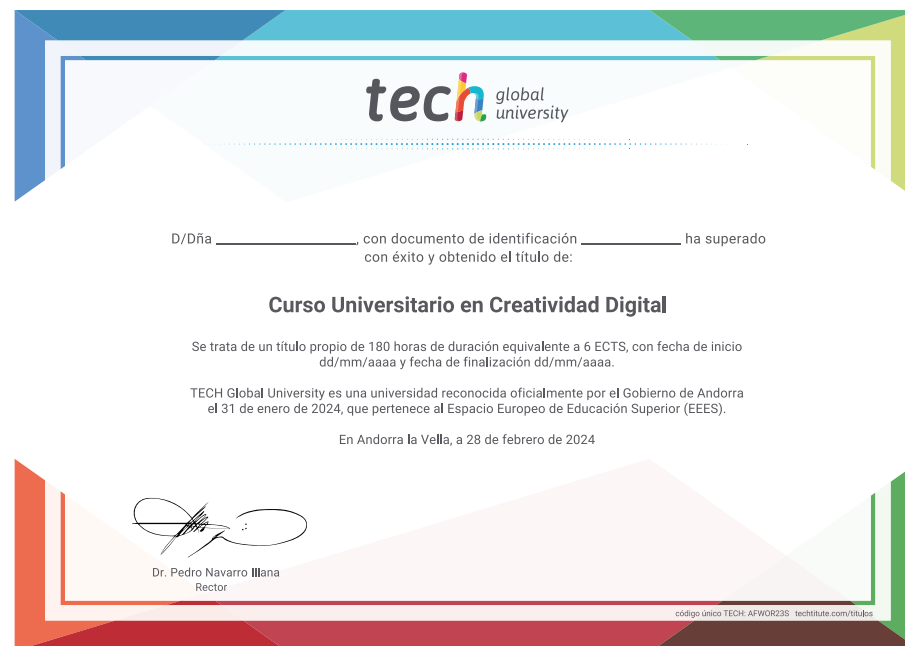 tech global university
D/Dña ____________, con documento de identificación ____________ ha superado
con éxito y obtenido el título de:
Curso Universitario en Creatividad Digital
Se trata de un título propio de 180 horas de duración equivalente a 6 ECTS, con fecha de inicio
dd/mm/aaaa y fecha de finalización dd/mm/aaaa.
TECH Global University es una universidad reconocida oficialmente por el Gobierno de Andorra
el 31 de enero de 2024, que pertenece al Espacio Europeo de Educación Superior (EEES).
En Andorra la Vella, a 28 de febrero de 2024
Dr. Pedro Navarro Illana
Rector
código único TECH: AFWOR23S techtitute.com/titulos